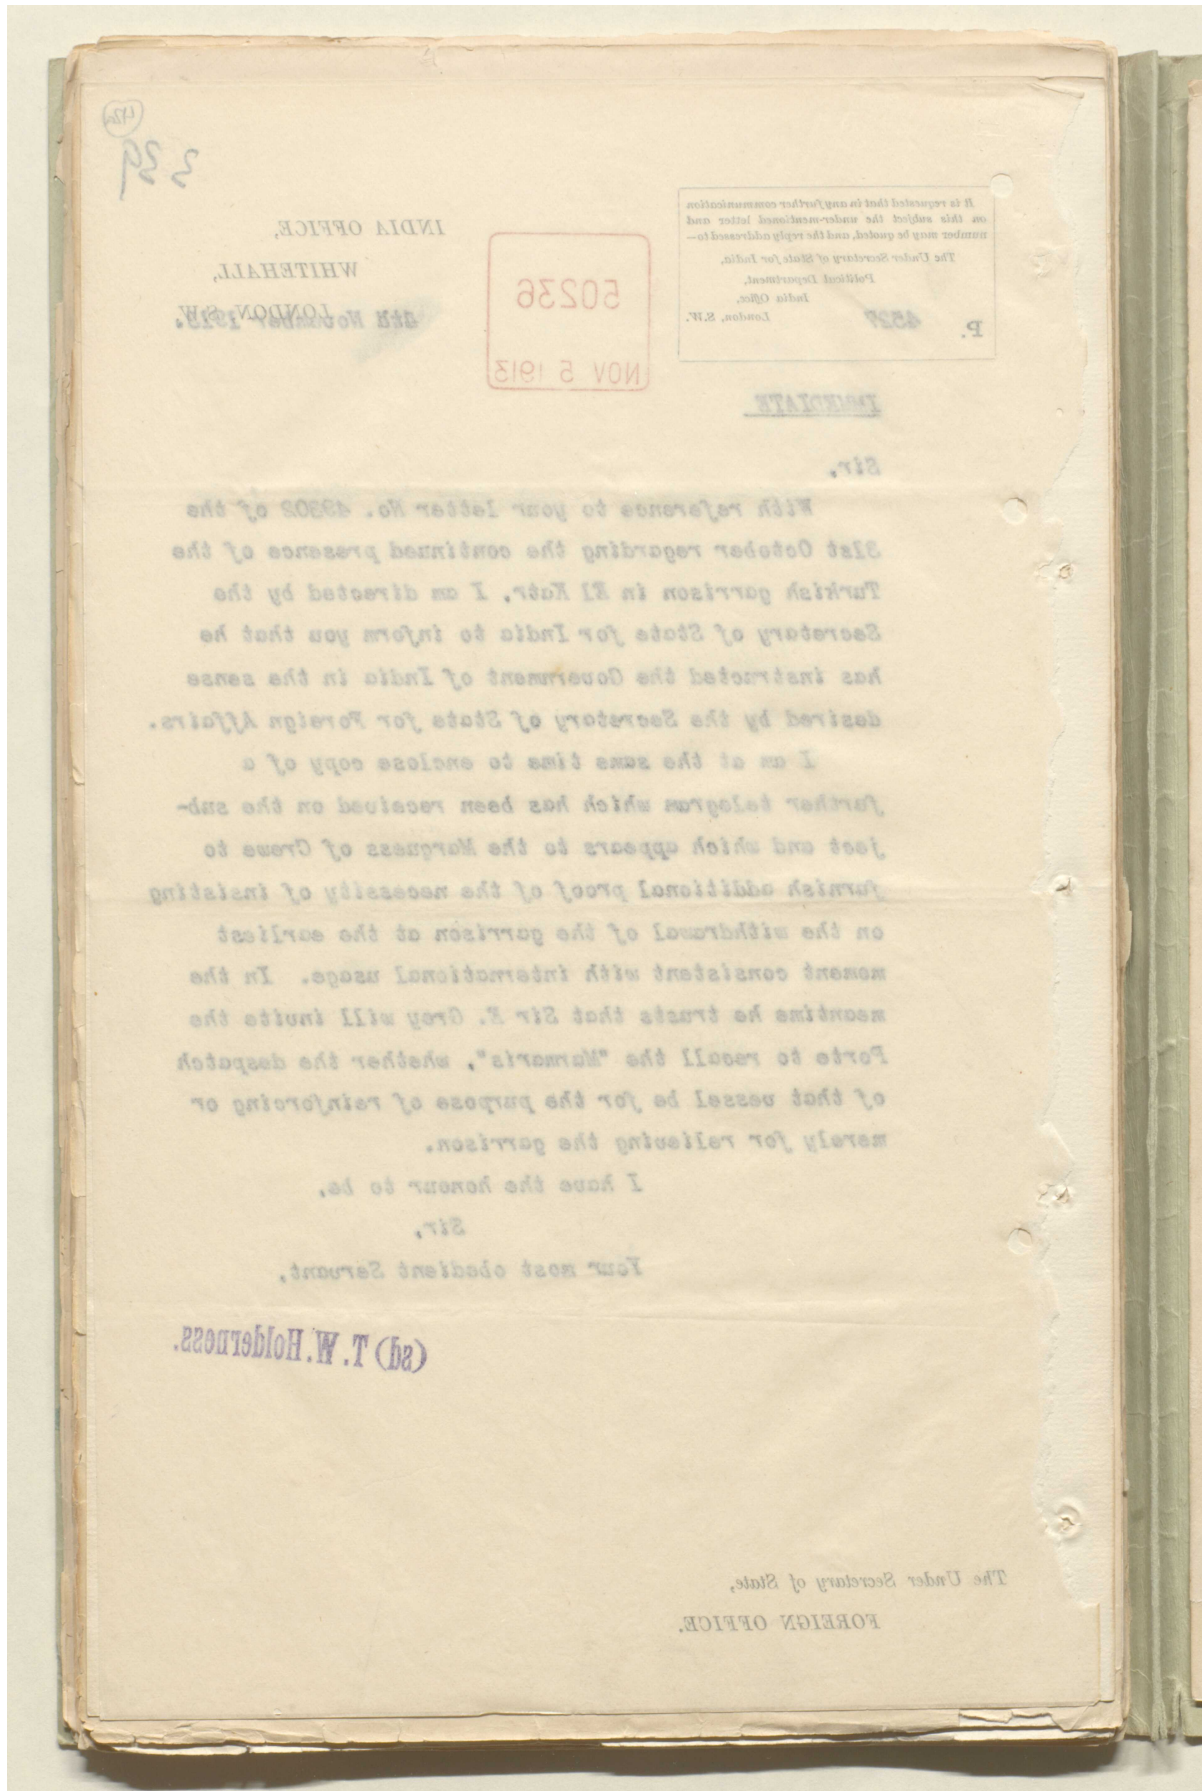 339
It is requested that in any further communication
on this subject the under-mentioned letter and
number may be quoted, and the reply addressed to—
The Under Secretary of State for India,
Political Department,
India Office,
London, S.W.
P. 4527
50236
NOV 5 1913
INDIA OFFICE,
WHITEHALL,
LONDON, S.W.
November 1913.
IMMEDIATE
Sir,
With reference to your letter No. 49302 of the
31st October regarding the continued presence of the
Turkish garrison in El Katr, I am directed by the
Secretary of State for India to inform you that he
has instructed the Government of India in the sense
desired by the Secretary of State for Foreign Affairs.
I am at the same time to enclose copy of a
further telegram which has been received on the sub-
ject and which appears to the Marquess of Crewe to
furnish additional proof of the necessity of insisting
on the withdrawal of the garrison at the earliest
moment consistent with international usage. In the
meantime he trusts that Sir E. Grey will invite the
Porte to recall the "Marmaris", whether the despatch
of that vessel be for the purpose of reinforcing or
merely for relieving the garrison.
I have the honour to be,
Sir,
Your most obedient Servant,
(sd) T. W. Holderness.
The Under Secretary of State,
FOREIGN OFFICE.